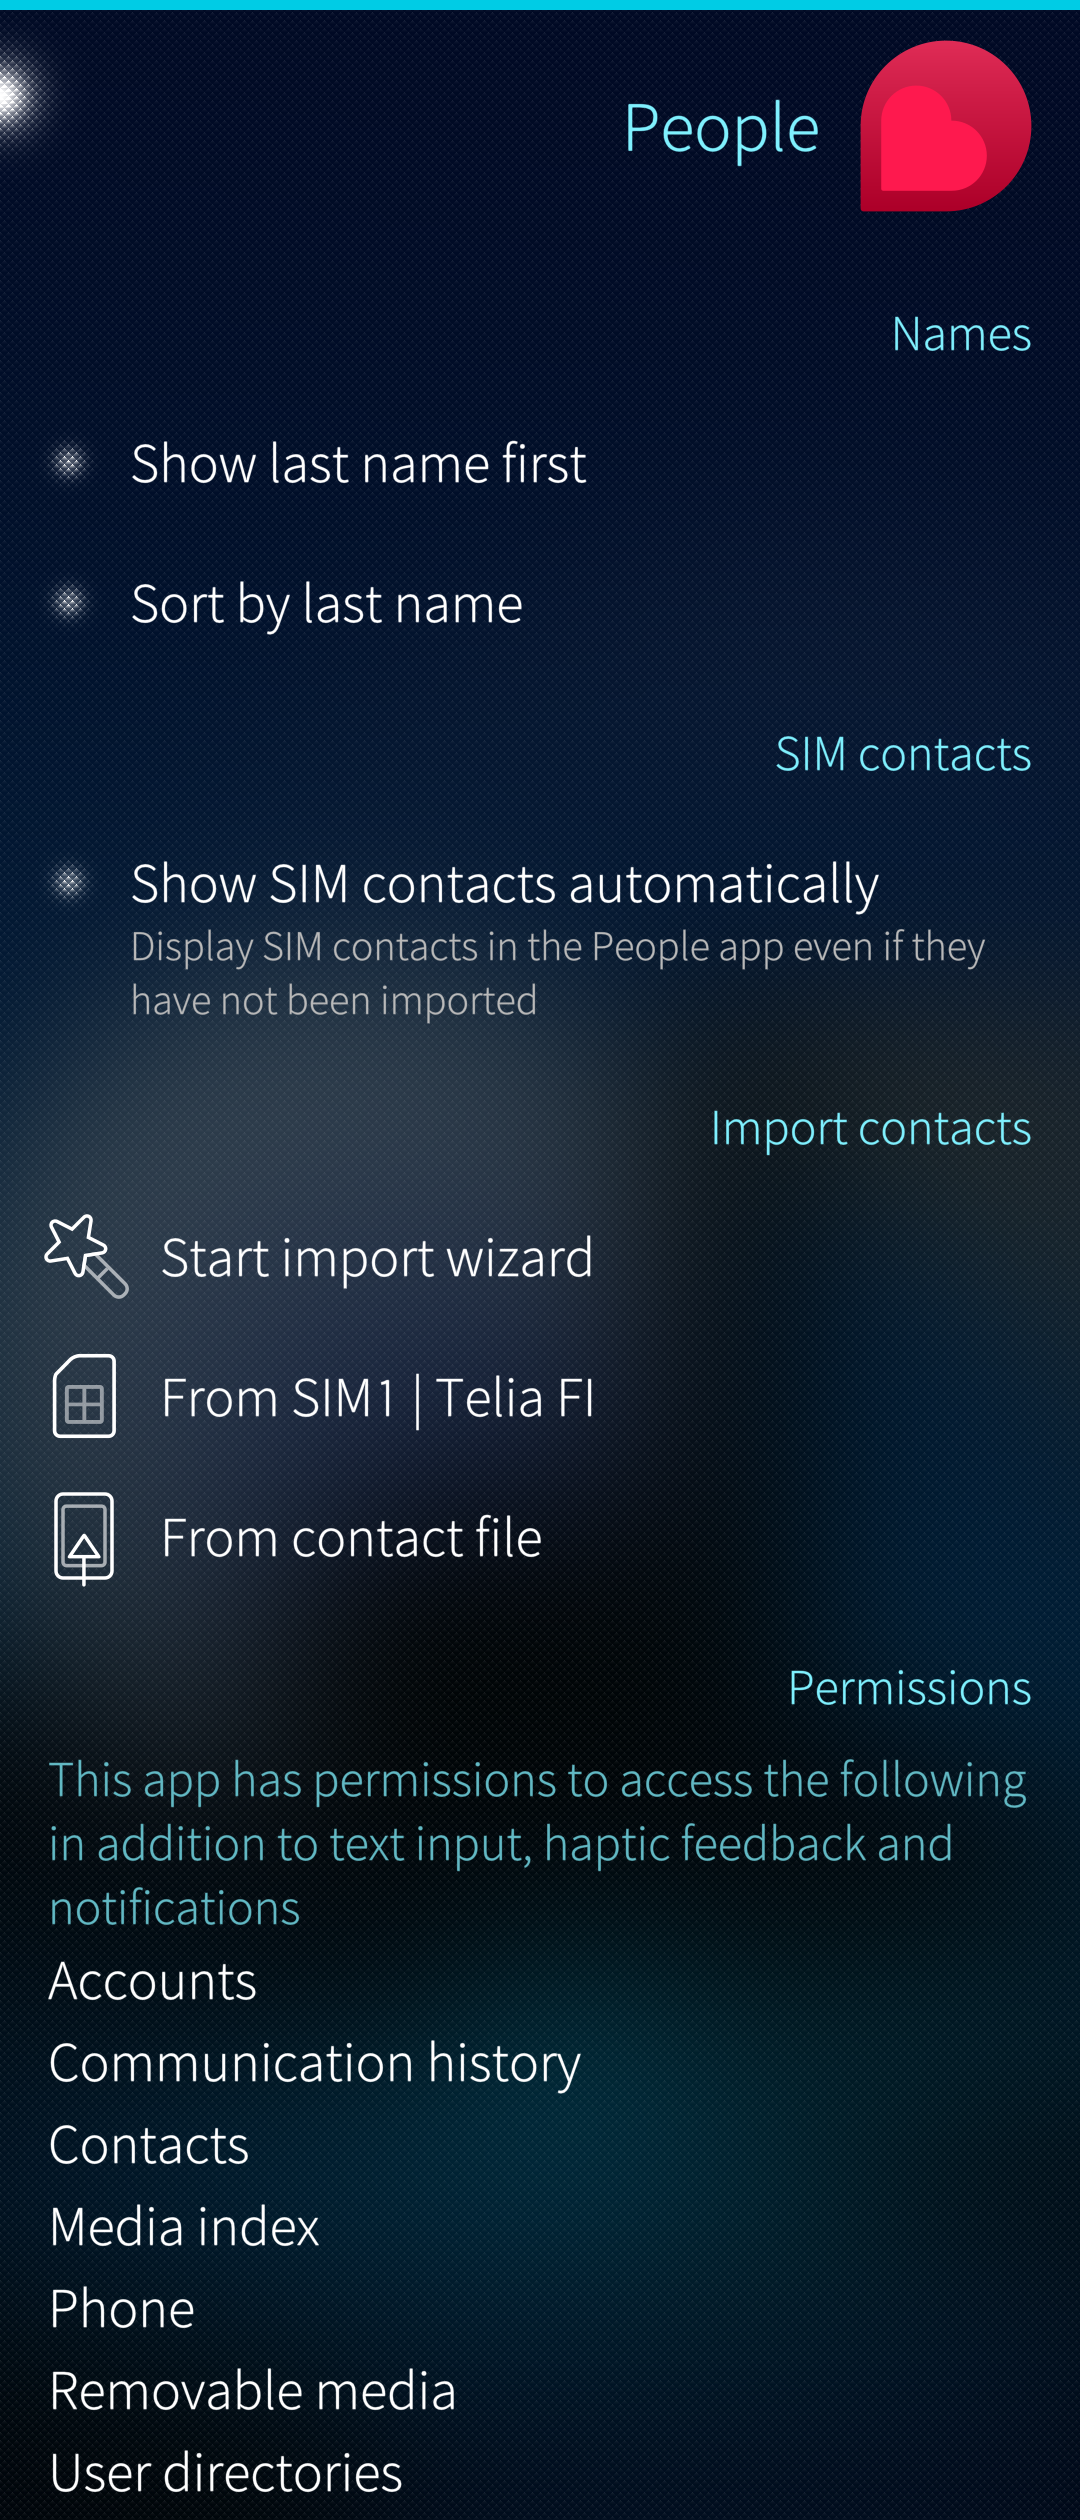 People
Names
Show last name first
Sort by last name
SIM contacts
Show SIM contacts automatically
Display SIM contacts in the People app even if they
have not been imported
Import contacts
Start import wizard
From SIM1 | Telia FI
From contact file
Permissions
This app has permissions to access the following
in addition to text input, haptic feedback and
notifications
Accounts
Communication history
Contacts
Media index
Phone
Removable media
User directories